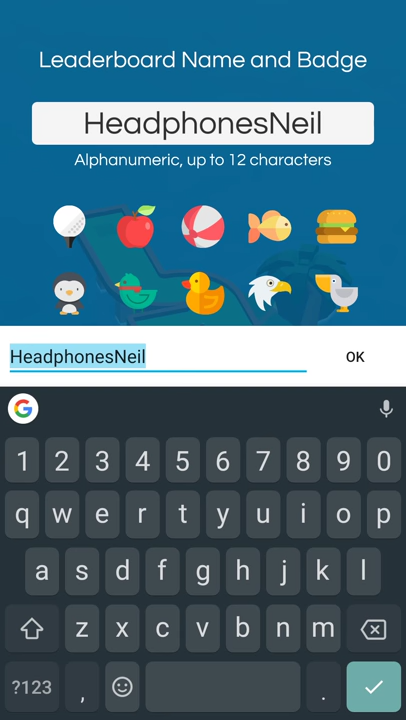 Leaderboard Name and Badge
HeadphonesNeil
Alphanumeric, up to 12 characters
HeadphonesNeil
OK
G
1 2 3 4 5 6 7 8 9 0
q w e r t y u i o p
a s d f g h j k l
z x c v b n m
?123 , .